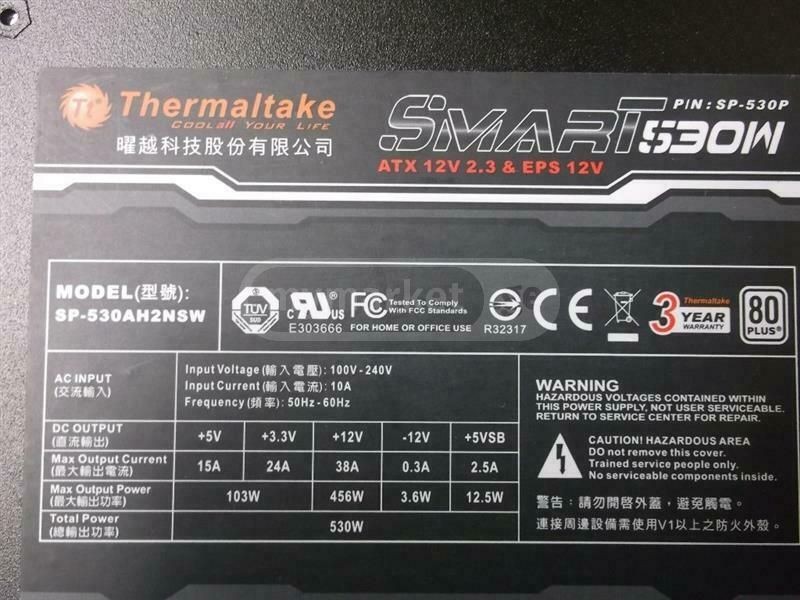 Thermaltake
COOL all YOUR LIFE
曜越科技股份有限公司
SMART 530W
P/N : SP-530P
ATX 12V 2.3 & EPS 12V
MODEL(型號):
SP-530AH2NSW
TÜV
SÜD
C US
E303666
FC Tested To Comply
With FCC Standards
FOR HOME OR OFFICE USE
R32317
CE
3 Thermaltake
YEAR
WARRANTY
80
PLUS
mymarket
AC INPUT
(交流輸入)
Input Voltage (輸入電壓): 100V - 240V
Input Current (輸入電流): 10A
Frequency (頻率): 50Hz - 60Hz
DC OUTPUT
(直流輸出)
+5V +3.3V +12V -12V +5VSB
Max Output Current
(最大輸出電流)
15A 24A 38A 0.3A 2.5A
Max Output Power
(最大輸出功率)
103W 456W 3.6W 12.5W
Total Power
(總輸出功率)
530W
WARNING
HAZARDOUS VOLTAGES CONTAINED WITHIN
THIS POWER SUPPLY, NOT USER SERVICEABLE.
RETURN TO SERVICE CENTER FOR REPAIR.
CAUTION! HAZARDOUS AREA
DO not remove this cover.
Trained service people only.
No serviceable components inside.
警告：請勿開啓外蓋，避免觸電。
連接周邊設備需使用V1以上之防火外殼。